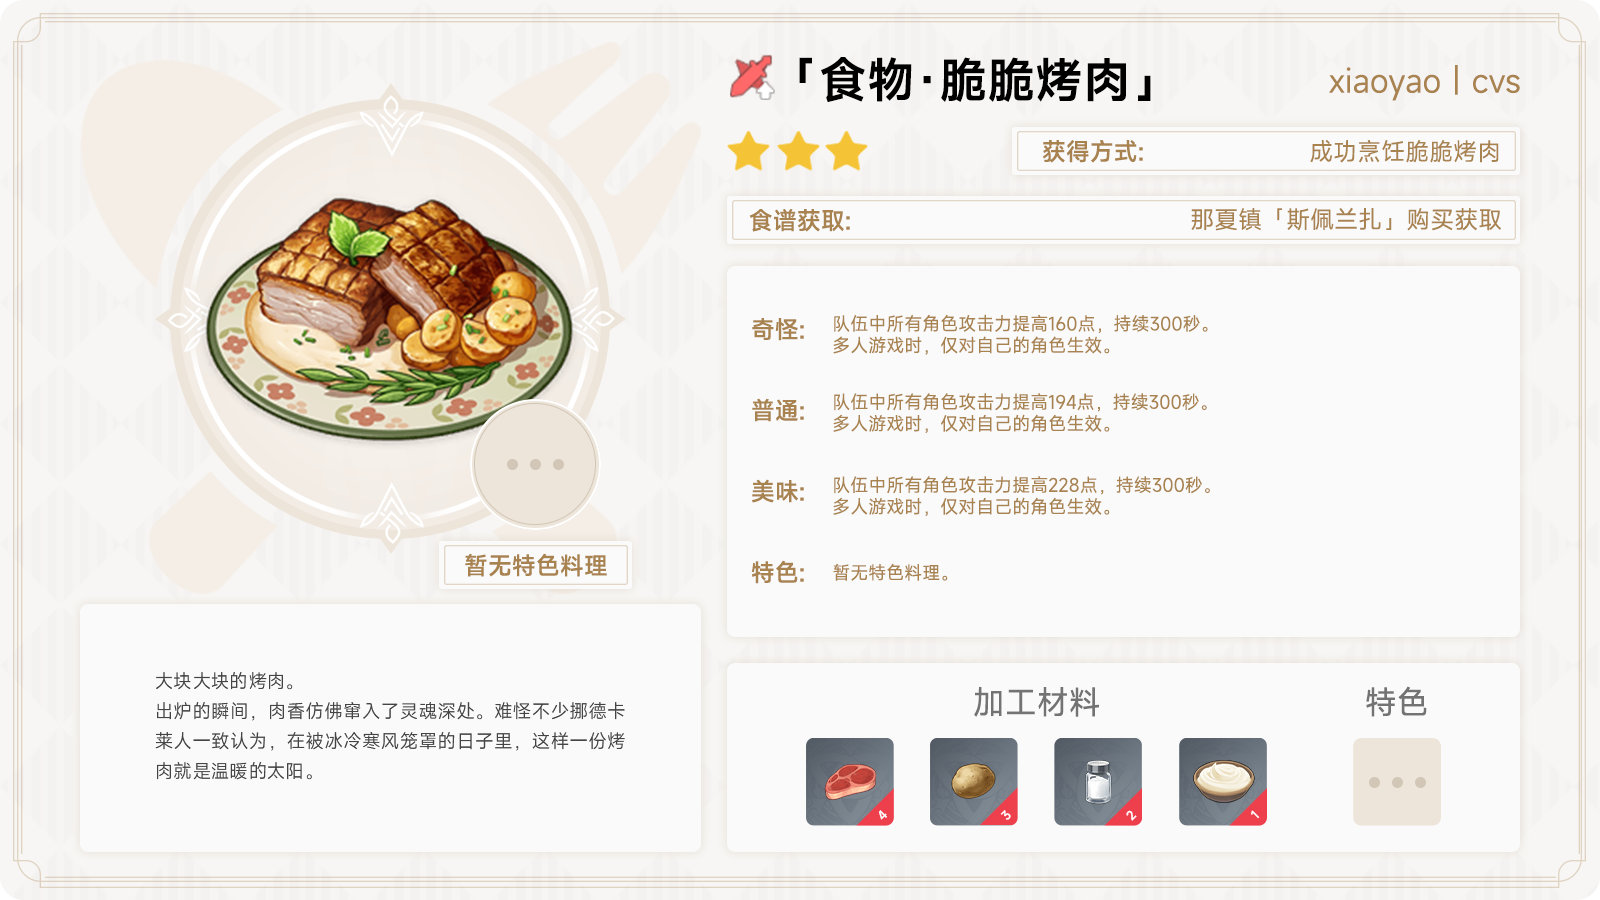 「食物·脆脆烤肉」
xiaoyao | cvs
获得方式:
成功烹饪脆脆烤肉
食谱获取:
那夏镇「斯佩兰扎」购买获取
奇怪:
队伍中所有角色攻击力提高160点，持续300秒。
多人游戏时，仅对自己的角色生效。
普通:
队伍中所有角色攻击力提高194点，持续300秒。
多人游戏时，仅对自己的角色生效。
美味:
队伍中所有角色攻击力提高228点，持续300秒。
多人游戏时，仅对自己的角色生效。
特色:
暂无特色料理。
暂无特色料理
大块大块的烤肉。
出炉的瞬间，肉香仿佛窜入了灵魂深处。难怪不少挪德卡
莱人一致认为，在被冰冷寒风笼罩的日子里，这样一份烤
肉就是温暖的太阳。
加工材料
特色
4
3
2
1